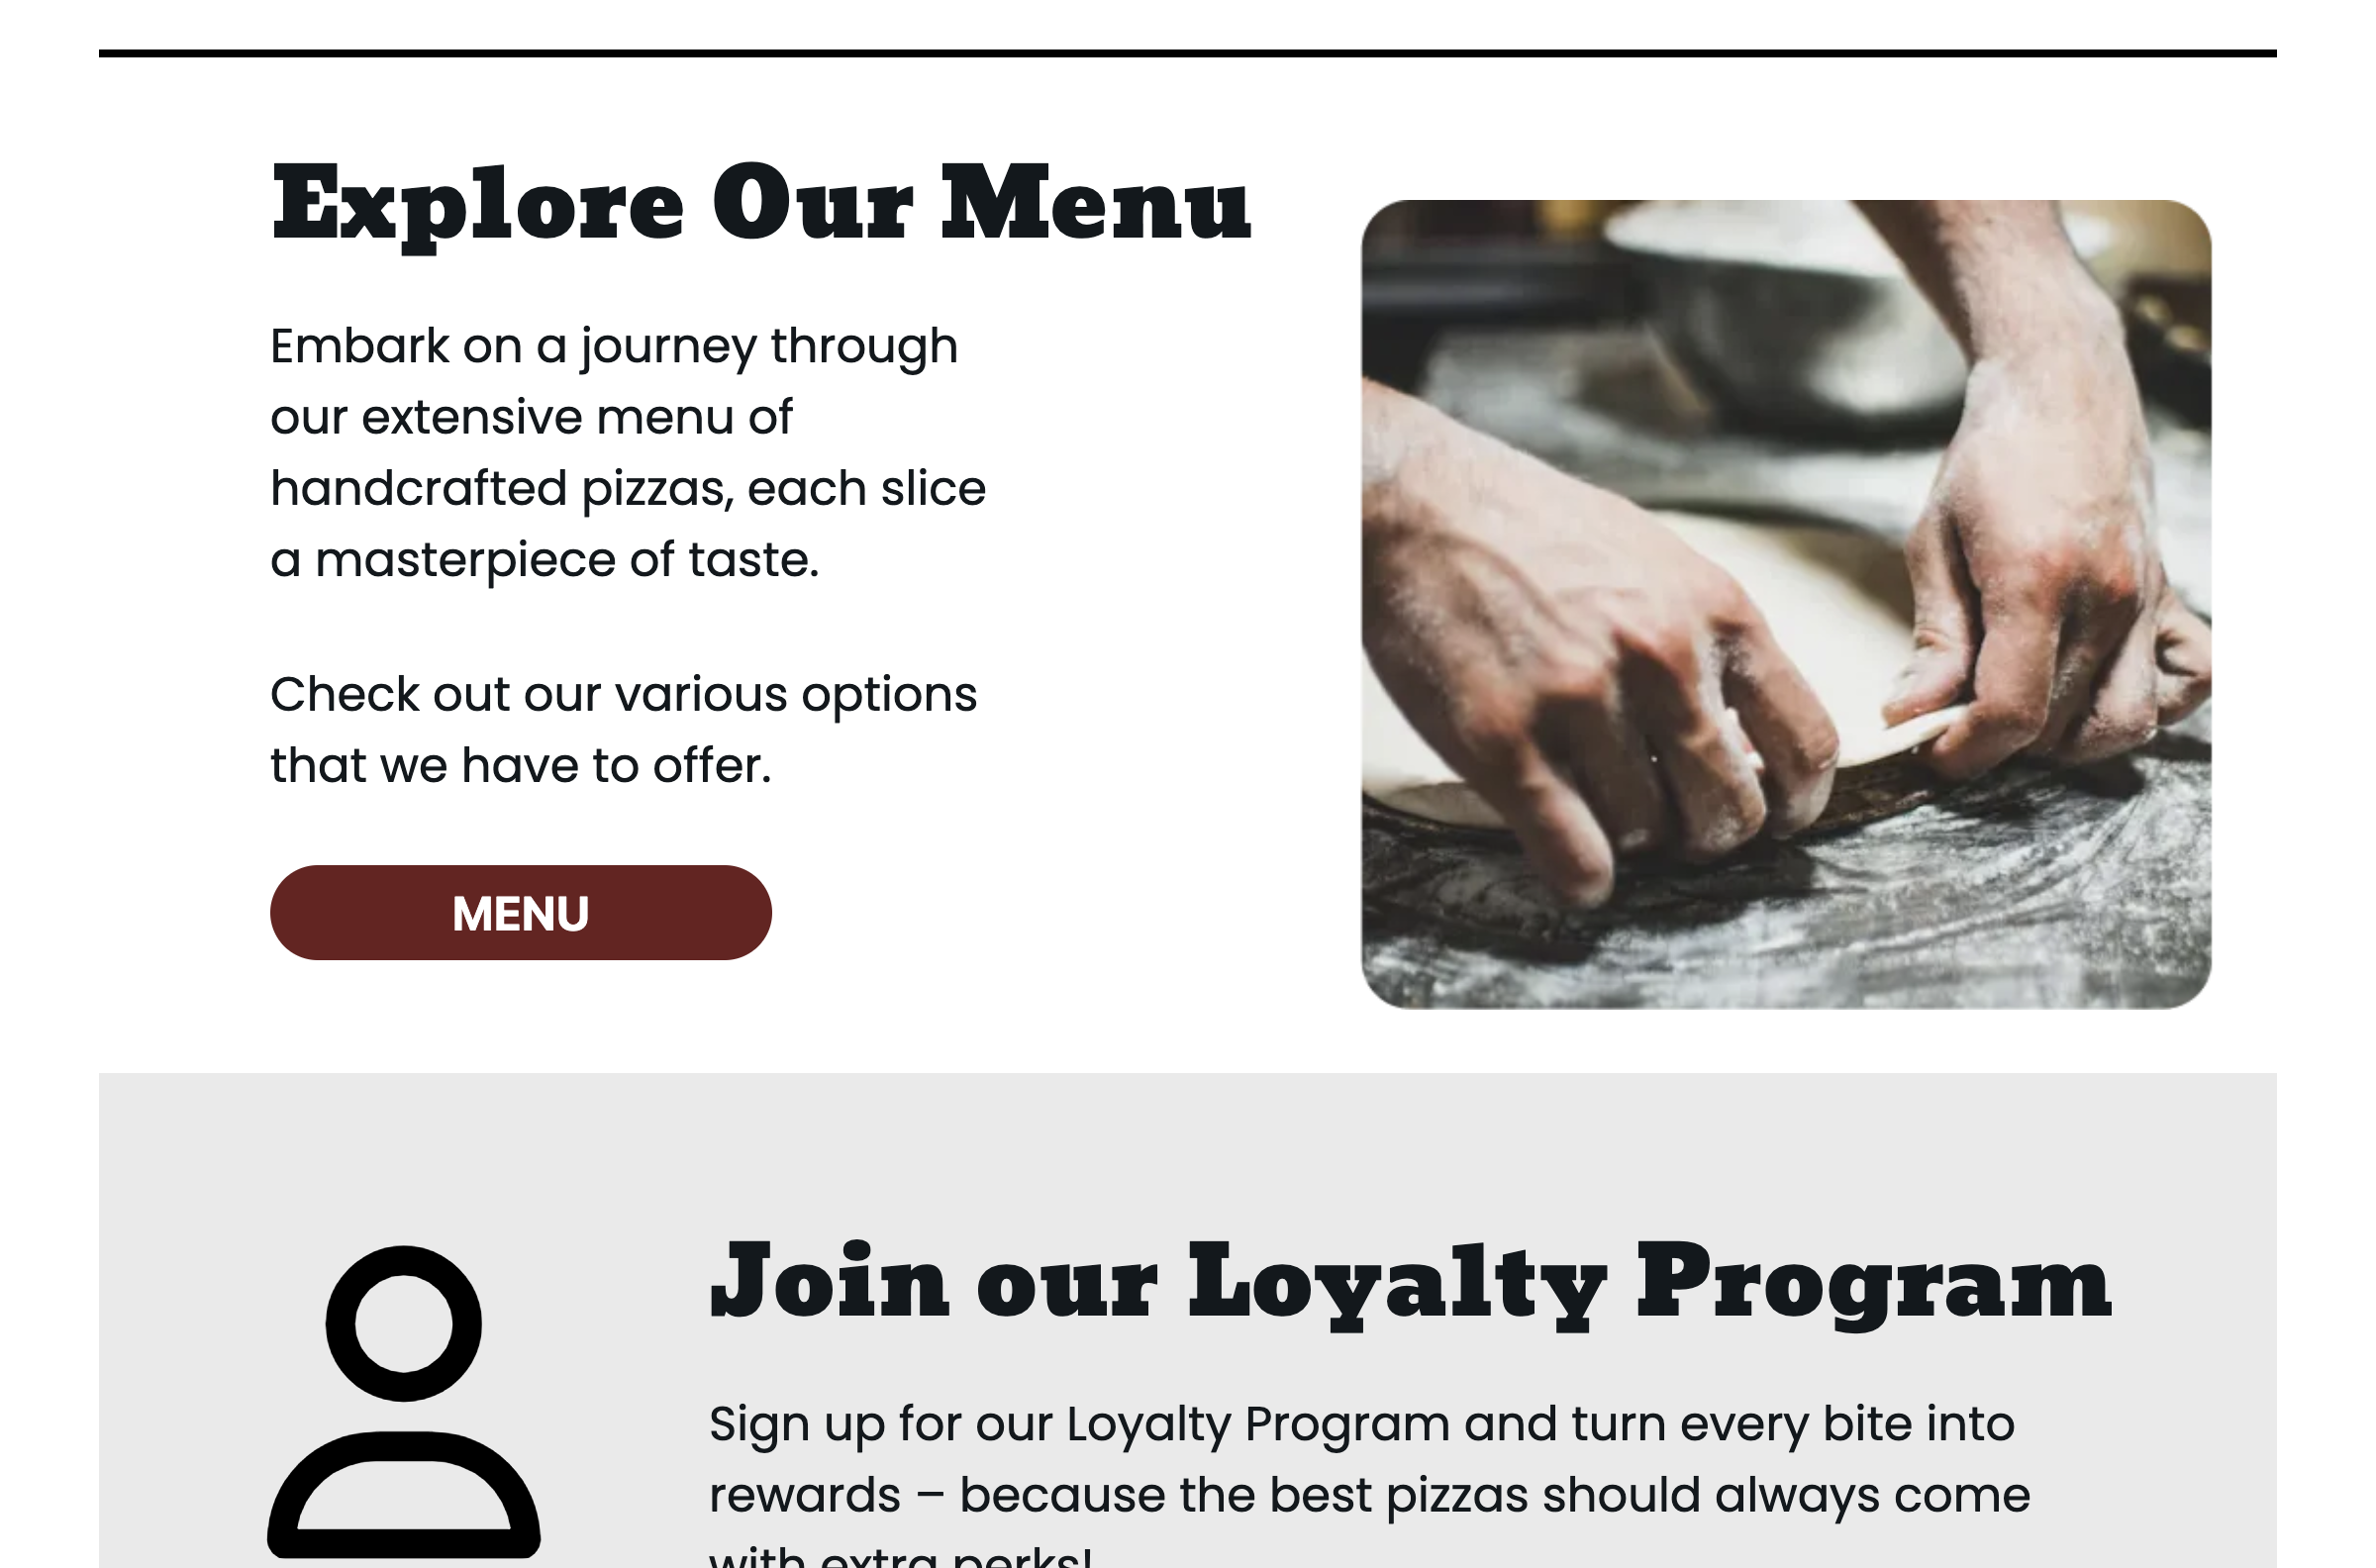 Explore Our Menu
Embark on a journey through
our extensive menu of
handcrafted pizzas, each slice
a masterpiece of taste.
Check out our various options
that we have to offer.
MENU
Join our Loyalty Program
Sign up for our Loyalty Program and turn every bite into
rewards – because the best pizzas should always come
with extra perks!